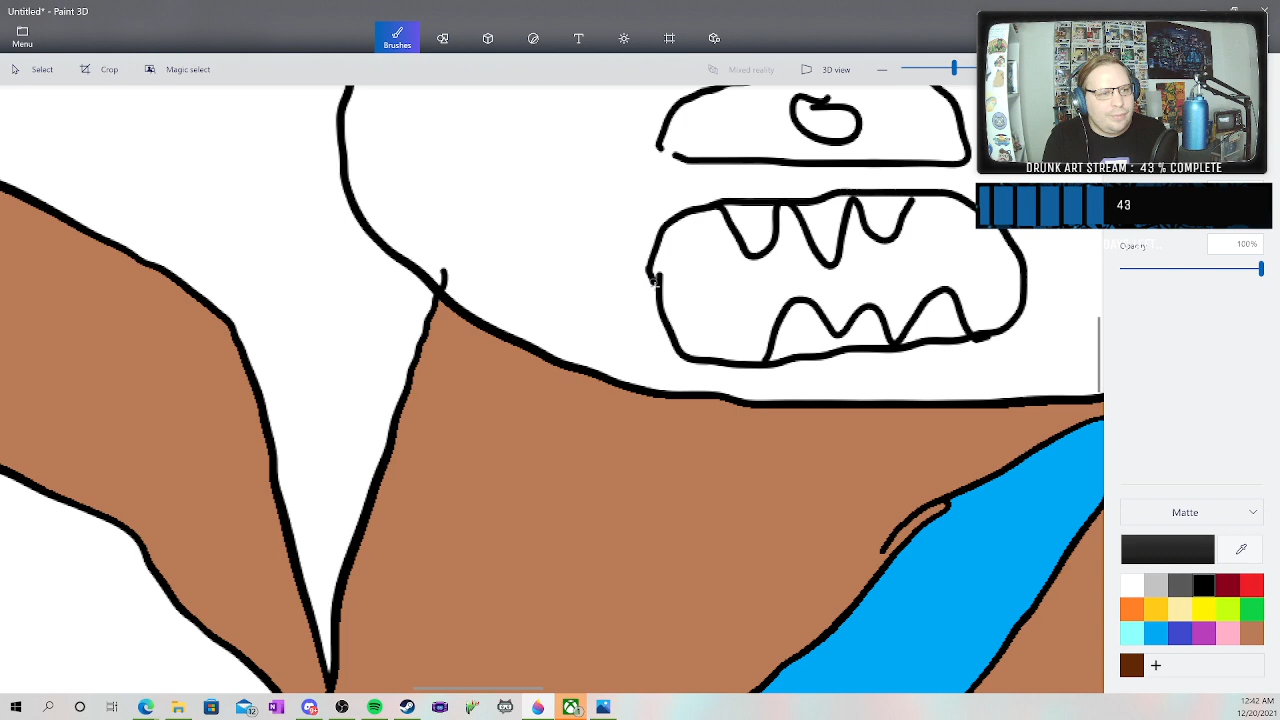 Untitled* - Paint 3D
Menu
Brushes
Select
Crop
Magic select
Mixed reality
3D view
DRUNK ART STREAM : 43 % COMPLETE
43
Opacity
100%
Matte
12:42 AM
12/20/2021